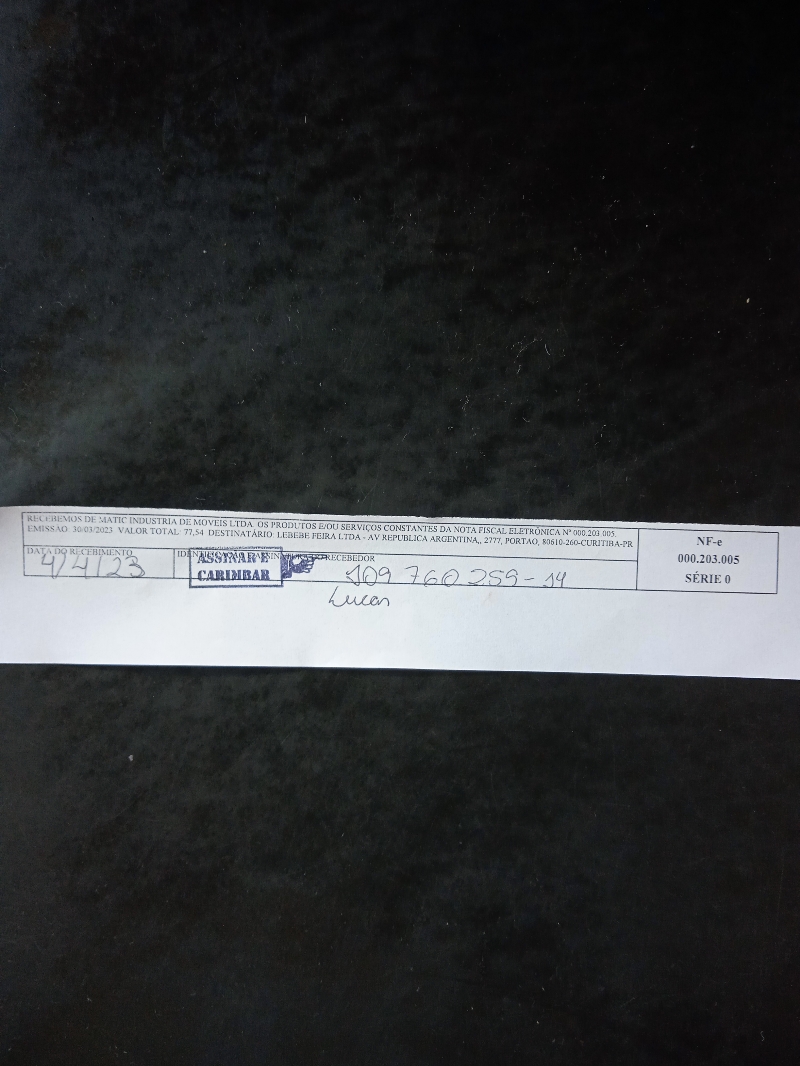 RECEBEMOS DE MATIC INDUSTRIA DE MOVEIS LTDA OS PRODUTOS E/OU SERVIÇOS CONSTANTES DA NOTA FISCAL ELETRÔNICA Nº 000.203.005.
EMISSÃO: 30/03/2023 VALOR TOTAL: 77,54 DESTINATÁRIO: LEBEBE FEIRA LTDA - AV REPUBLICA ARGENTINA,, 2777, PORTAO, 80610-260-CURITIBA-PR
NF-e
000.203.005
SÉRIE 0
DATA DO RECEBIMENTO
4/4/23
RECEBEDOR
ASSINAR E
CARIMBAR
109 760 259-14
Lucas